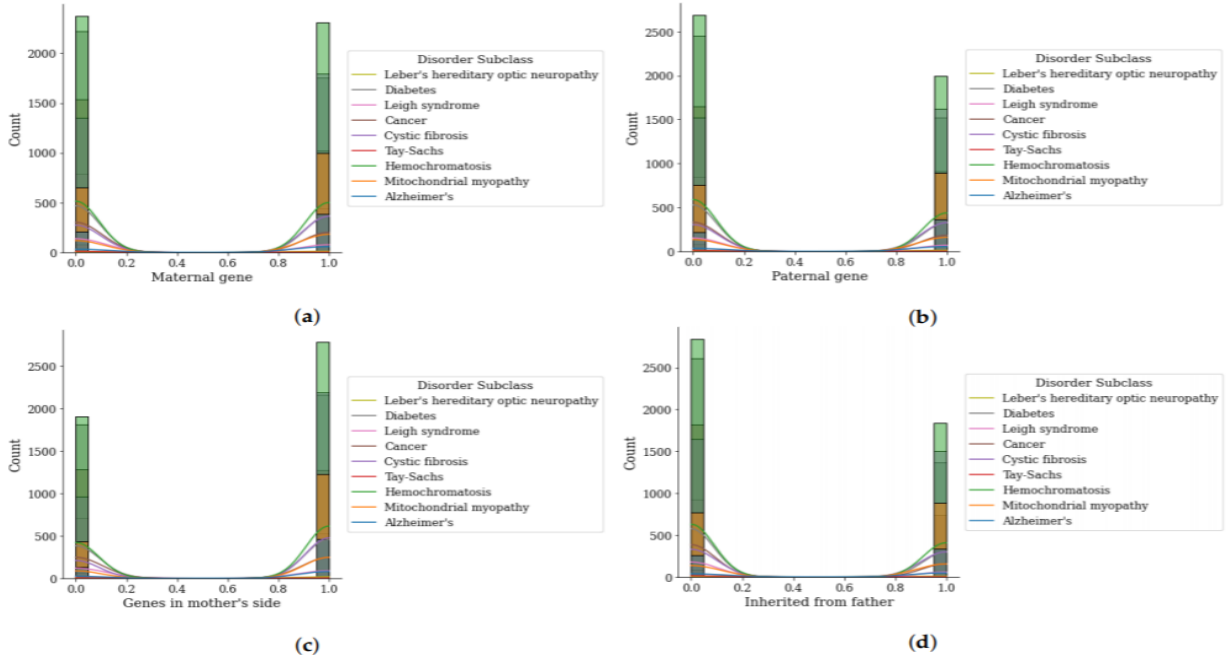 Count
2000
1500
1000
500
0
0.0 0.2 0.4 0.6 0.8 1.0
Maternal gene
Disorder Subclass
Leber's hereditary optic neuropathy
Diabetes
Leigh syndrome
Cancer
Cystic fibrosis
Tay-Sachs
Hemochromatosis
Mitochondrial myopathy
Alzheimer's
(a)
Count
2500
2000
1500
1000
500
0
0.0 0.2 0.4 0.6 0.8 1.0
Paternal gene
Disorder Subclass
Leber's hereditary optic neuropathy
Diabetes
Leigh syndrome
Cancer
Cystic fibrosis
Tay-Sachs
Hemochromatosis
Mitochondrial myopathy
Alzheimer's
(b)
Count
2500
2000
1500
1000
500
0
0.0 0.2 0.4 0.6 0.8 1.0
Genes in mother's side
Disorder Subclass
Leber's hereditary optic neuropathy
Diabetes
Leigh syndrome
Cancer
Cystic fibrosis
Tay-Sachs
Hemochromatosis
Mitochondrial myopathy
Alzheimer's
(c)
Count
2500
2000
1500
1000
500
0
0.0 0.2 0.4 0.6 0.8 1.0
Inherited from father
Disorder Subclass
Leber's hereditary optic neuropathy
Diabetes
Leigh syndrome
Cancer
Cystic fibrosis
Tay-Sachs
Hemochromatosis
Mitochondrial myopathy
Alzheimer's
(d)